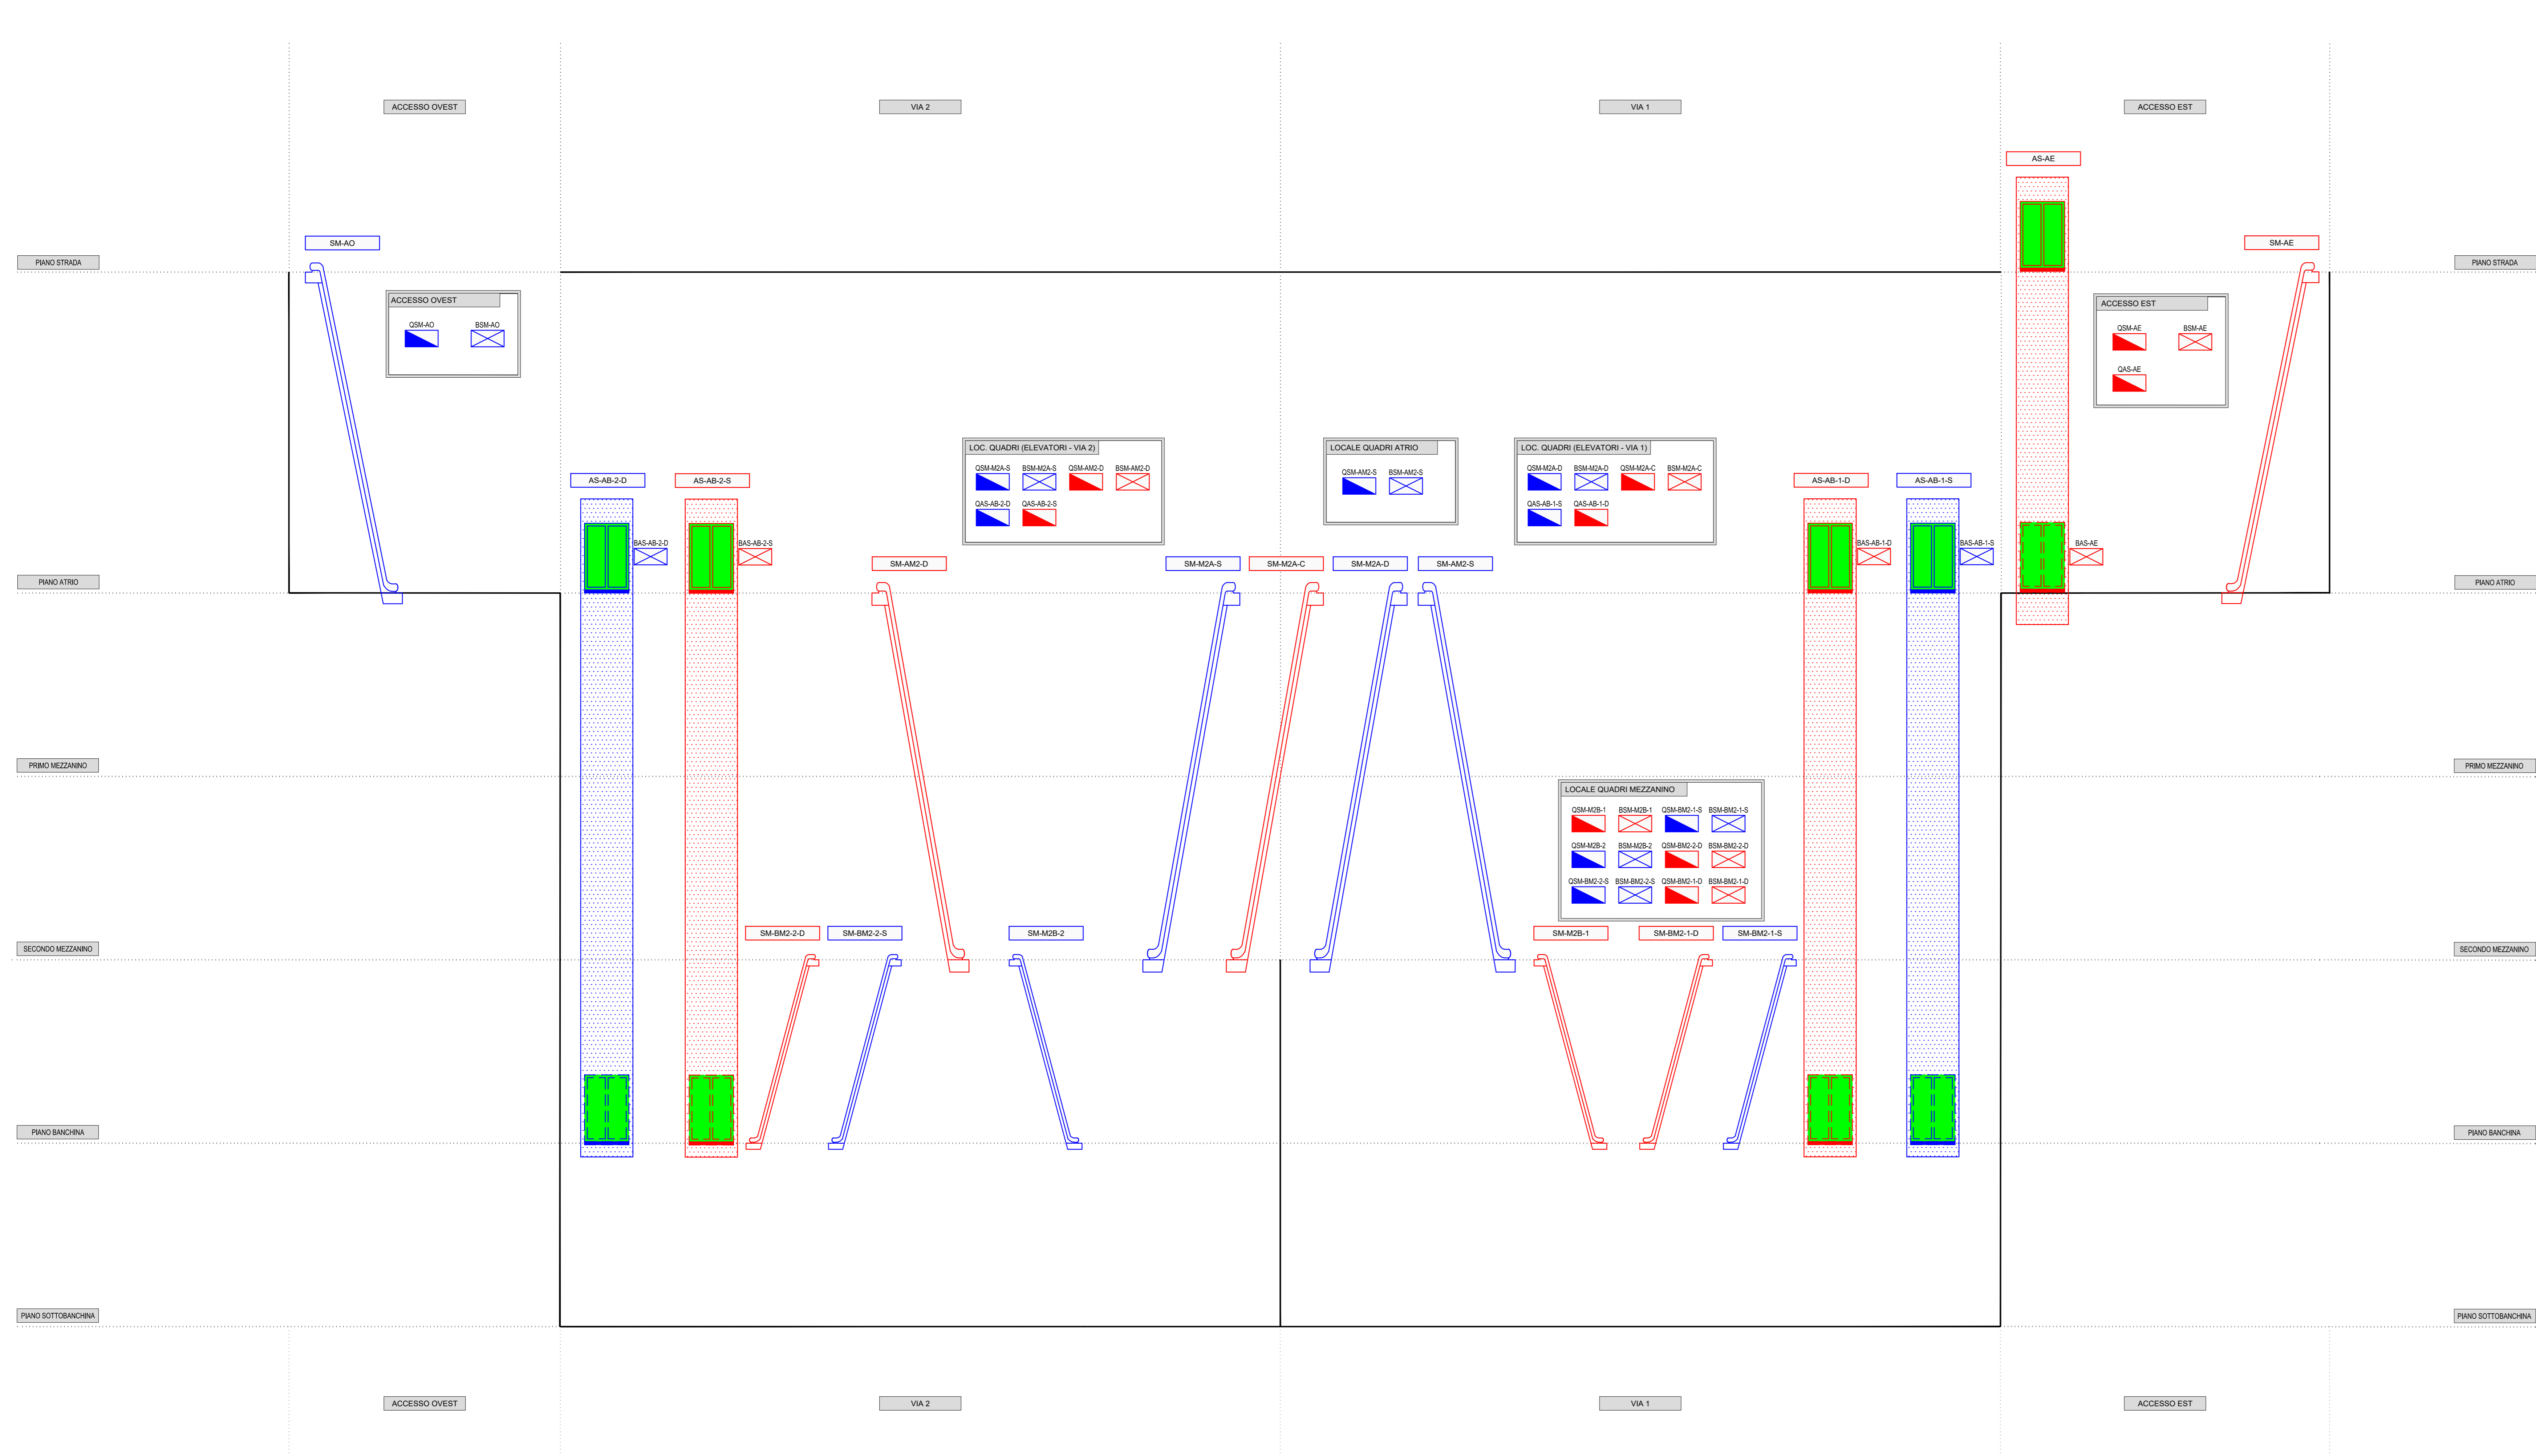 ACCESSO OVEST
VIA 2
VIA 1
ACCESSO EST
AS-AE
SM-AO
SM-AE
PIANO STRADA
PIANO STRADA
ACCESSO OVEST
QSM-AO BSM-AO
ACCESSO EST
QSM-AE BSM-AE
QAS-AE
LOC. QUADRI (ELEVATORI - VIA 2)
QSM-M2A-S BSM-M2A-S QSM-AM2-D BSM-AM2-D
QAS-AB-2-D QAS-AB-2-S
LOCALE QUADRI ATRIO
QSM-AM2-S BSM-AM2-S
LOC. QUADRI (ELEVATORI - VIA 1)
QSM-M2A-D BSM-M2A-D QSM-M2A-C BSM-M2A-C
QAS-AB-1-S QAS-AB-1-D
AS-AB-2-D
AS-AB-2-S
AS-AB-1-D
AS-AB-1-S
BAS-AB-2-D
BAS-AB-2-S
BAS-AB-1-D
BAS-AB-1-S
BAS-AE
SM-AM2-D
SM-M2A-S
SM-M2A-C
SM-M2A-D
SM-AM2-S
PIANO ATRIO
PIANO ATRIO
PRIMO MEZZANINO
PRIMO MEZZANINO
LOCALE QUADRI MEZZANINO
QSM-M2B-1 BSM-M2B-1 QSM-BM2-1-S BSM-BM2-1-S
QSM-M2B-2 BSM-M2B-2 QSM-BM2-2-D BSM-BM2-2-D
QSM-BM2-2-S BSM-BM2-2-S QSM-BM2-1-D BSM-BM2-1-D
SM-BM2-2-D
SM-BM2-2-S
SM-M2B-2
SM-M2B-1
SM-BM2-1-D
SM-BM2-1-S
SECONDO MEZZANINO
SECONDO MEZZANINO
PIANO BANCHINA
PIANO BANCHINA
PIANO SOTTOBANCHINA
PIANO SOTTOBANCHINA
ACCESSO OVEST
VIA 2
VIA 1
ACCESSO EST